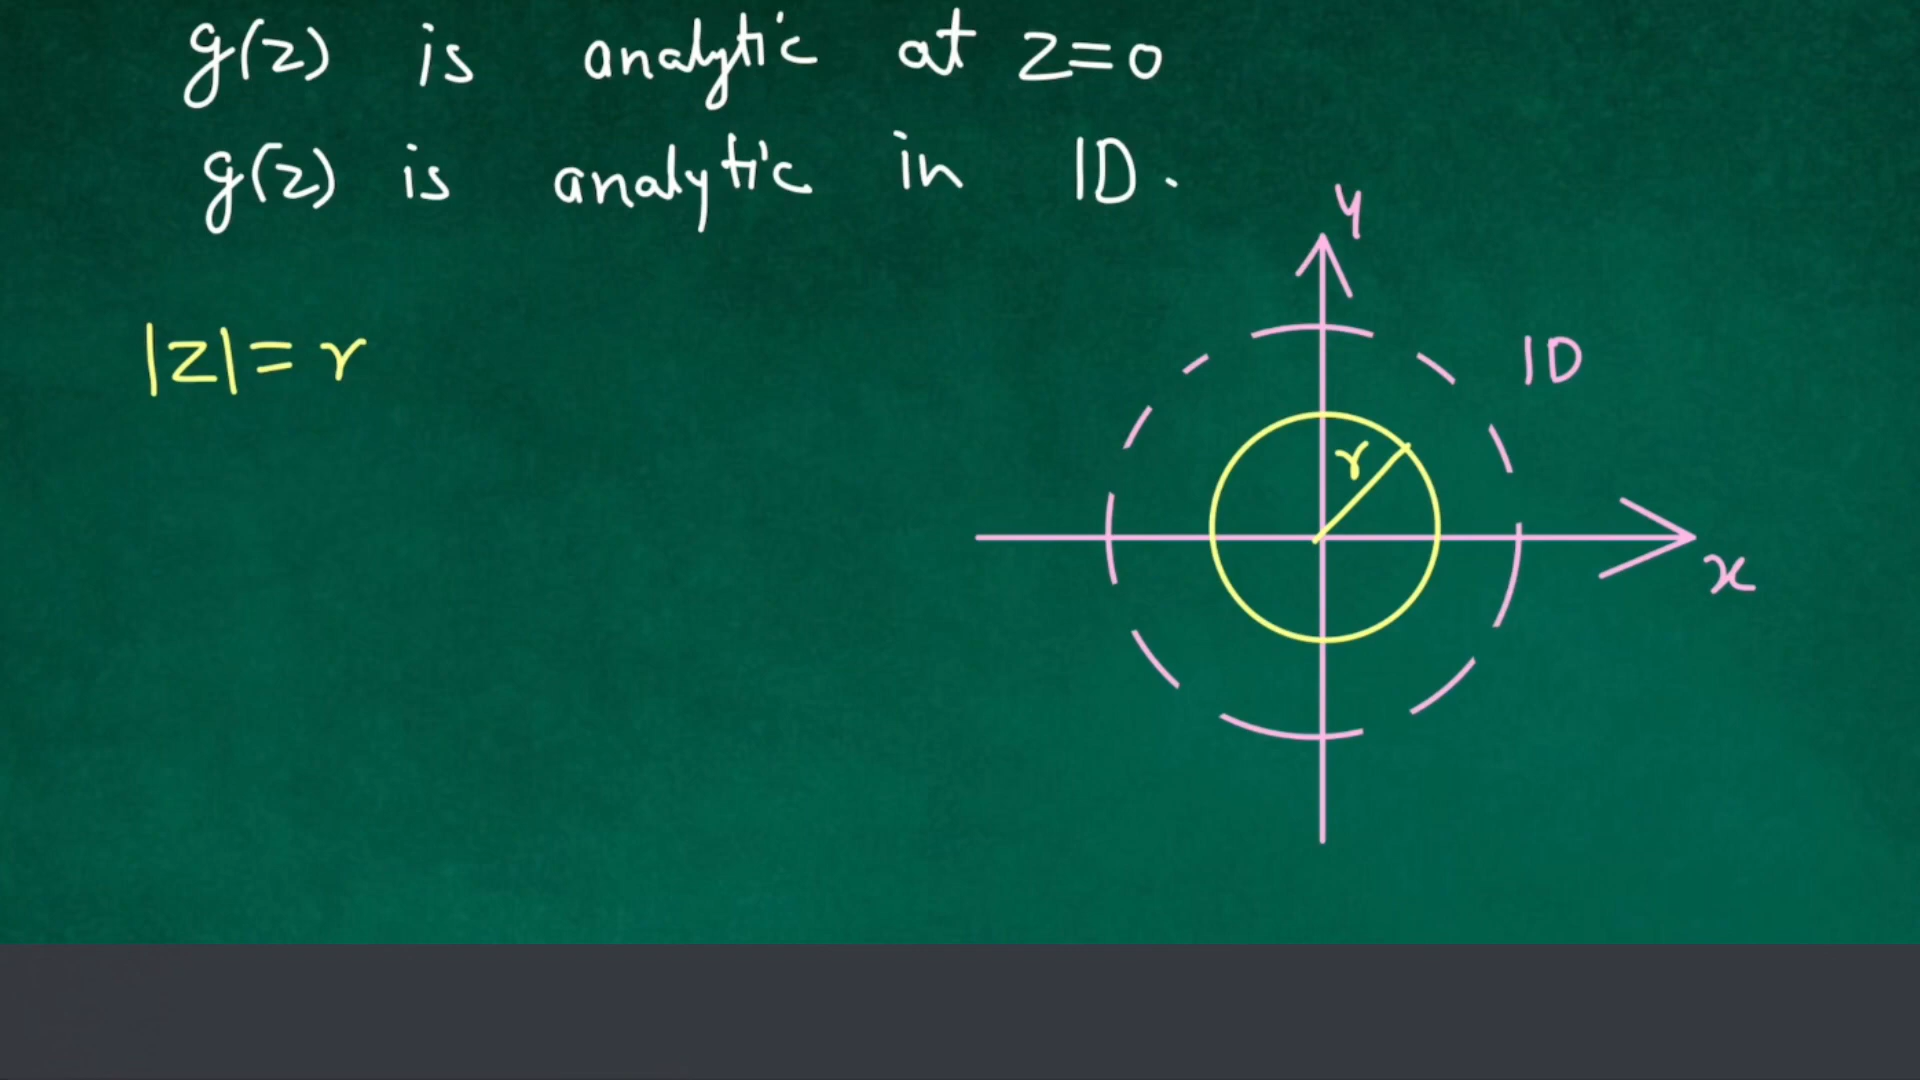 g(z) is analytic at z=0
g(z) is analytic in 𝔻.
y
|z|=r
𝔻
r
x